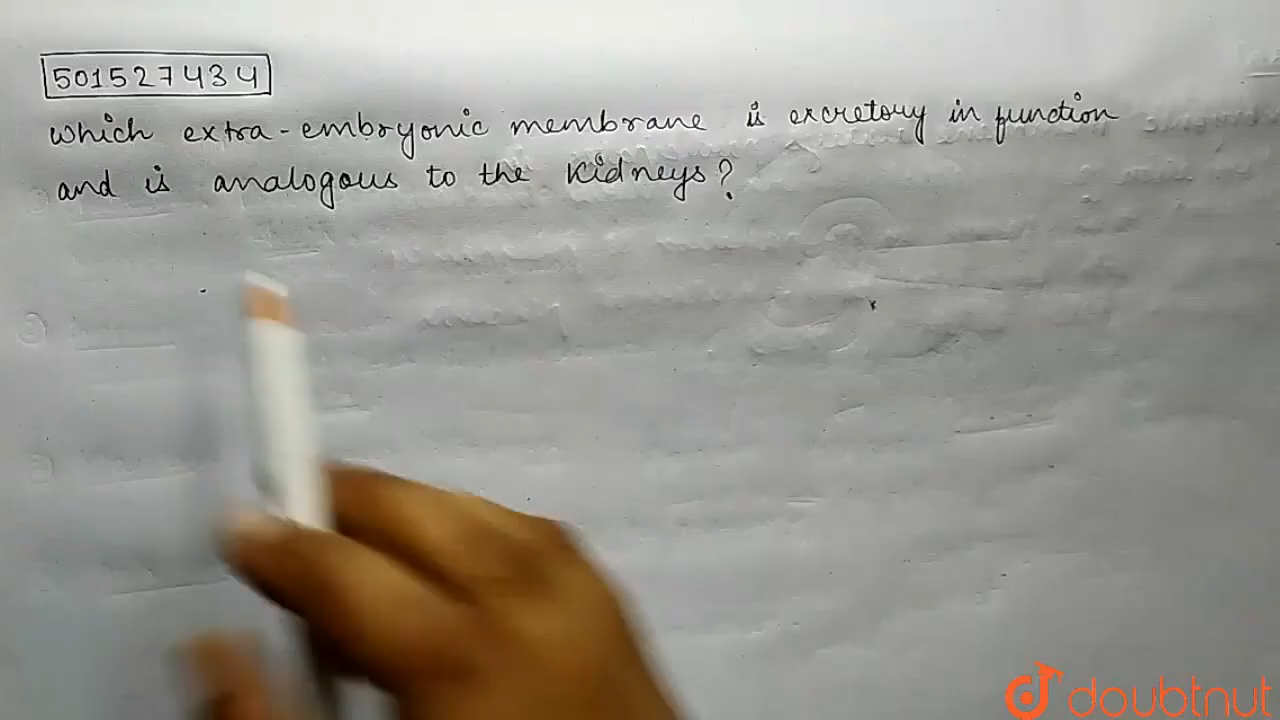 501527434
which extra-embryonic membrane is excretory in function
and is analogous to the kidneys?
doubtnut